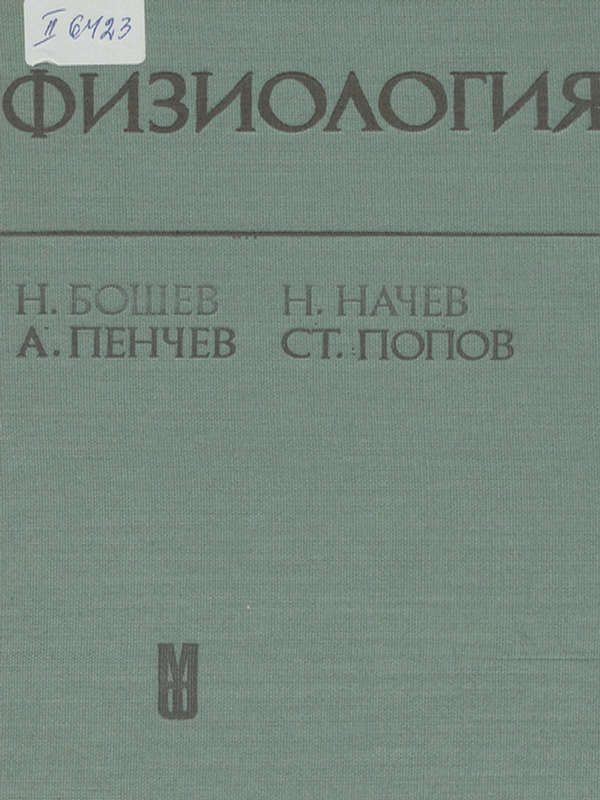 II 6423
ФИЗИОЛОГИЯ
Н. БОШЕВ Н. НАЧЕВ
А. ПЕНЧЕВ СТ. ПОПОВ